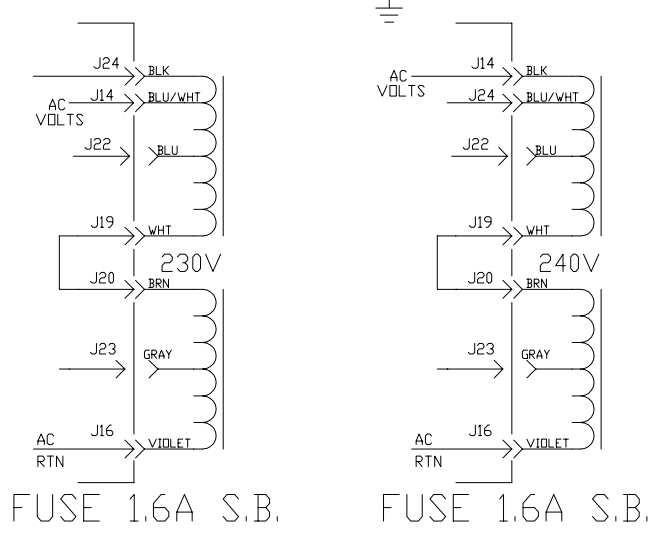 J24 BLK
J14 BLU/WHT
AC
VOLTS
J22 BLU
J19 WHT
230V
J20 BRN
J23 GRAY
J16 VIOLET
AC
RTN
FUSE 1.6A S.B.
J14 BLK
AC
VOLTS
J24 BLU/WHT
J22 BLU
J19 WHT
240V
J20 BRN
J23 GRAY
J16 VIOLET
AC
RTN
FUSE 1.6A S.B.